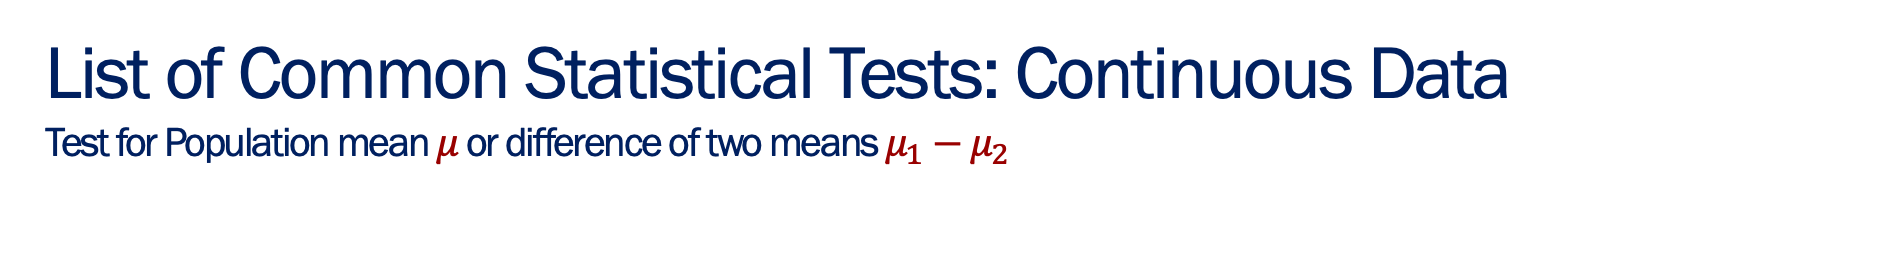 List of Common Statistical Tests: Continuous Data
Test for Population mean μ or difference of two means μ₁ − μ₂